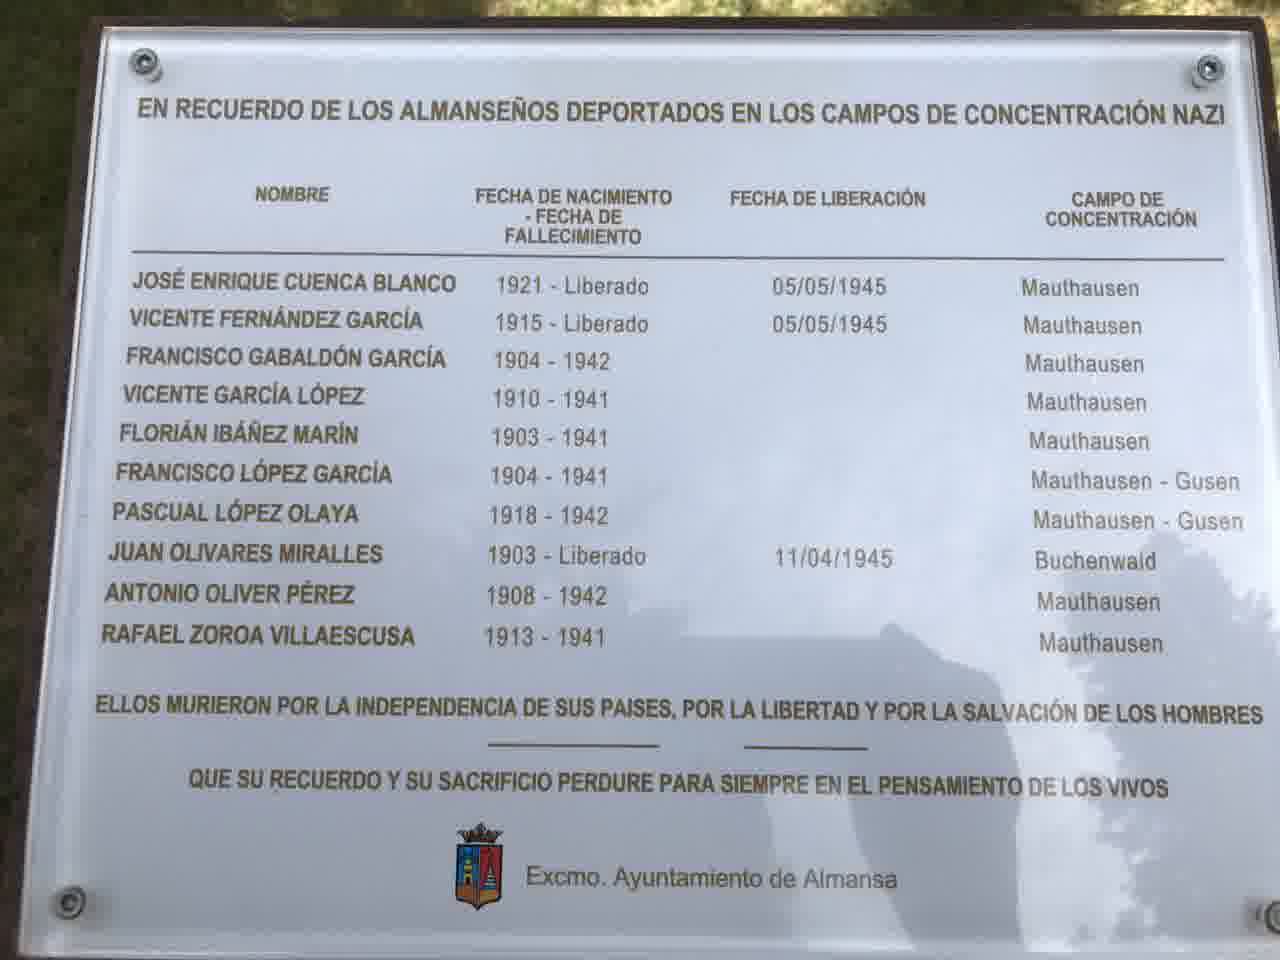 EN RECUERDO DE LOS ALMANSEÑOS DEPORTADOS EN LOS CAMPOS DE CONCENTRACIÓN NAZI
NOMBRE FECHA DE NACIMIENTO - FECHA DE FALLECIMIENTO FECHA DE LIBERACIÓN CAMPO DE CONCENTRACIÓN
JOSÉ ENRIQUE CUENCA BLANCO 1921 - Liberado 05/05/1945 Mauthausen
VICENTE FERNÁNDEZ GARCÍA 1915 - Liberado 05/05/1945 Mauthausen
FRANCISCO GABALDÓN GARCÍA 1904 - 1942 Mauthausen
VICENTE GARCÍA LÓPEZ 1910 - 1941 Mauthausen
FLORIÁN IBÁÑEZ MARÍN 1903 - 1941 Mauthausen
FRANCISCO LÓPEZ GARCÍA 1904 - 1941 Mauthausen - Gusen
PASCUAL LÓPEZ OLAYA 1918 - 1942 Mauthausen - Gusen
JUAN OLIVARES MIRALLES 1903 - Liberado 11/04/1945 Buchenwald
ANTONIO OLIVER PÉREZ 1908 - 1942 Mauthausen
RAFAEL ZOROA VILLAESCUSA 1913 - 1941 Mauthausen
ELLOS MURIERON POR LA INDEPENDENCIA DE SUS PAISES, POR LA LIBERTAD Y POR LA SALVACIÓN DE LOS HOMBRES
QUE SU RECUERDO Y SU SACRIFICIO PERDURE PARA SIEMPRE EN EL PENSAMIENTO DE LOS VIVOS
Excmo. Ayuntamiento de Almansa